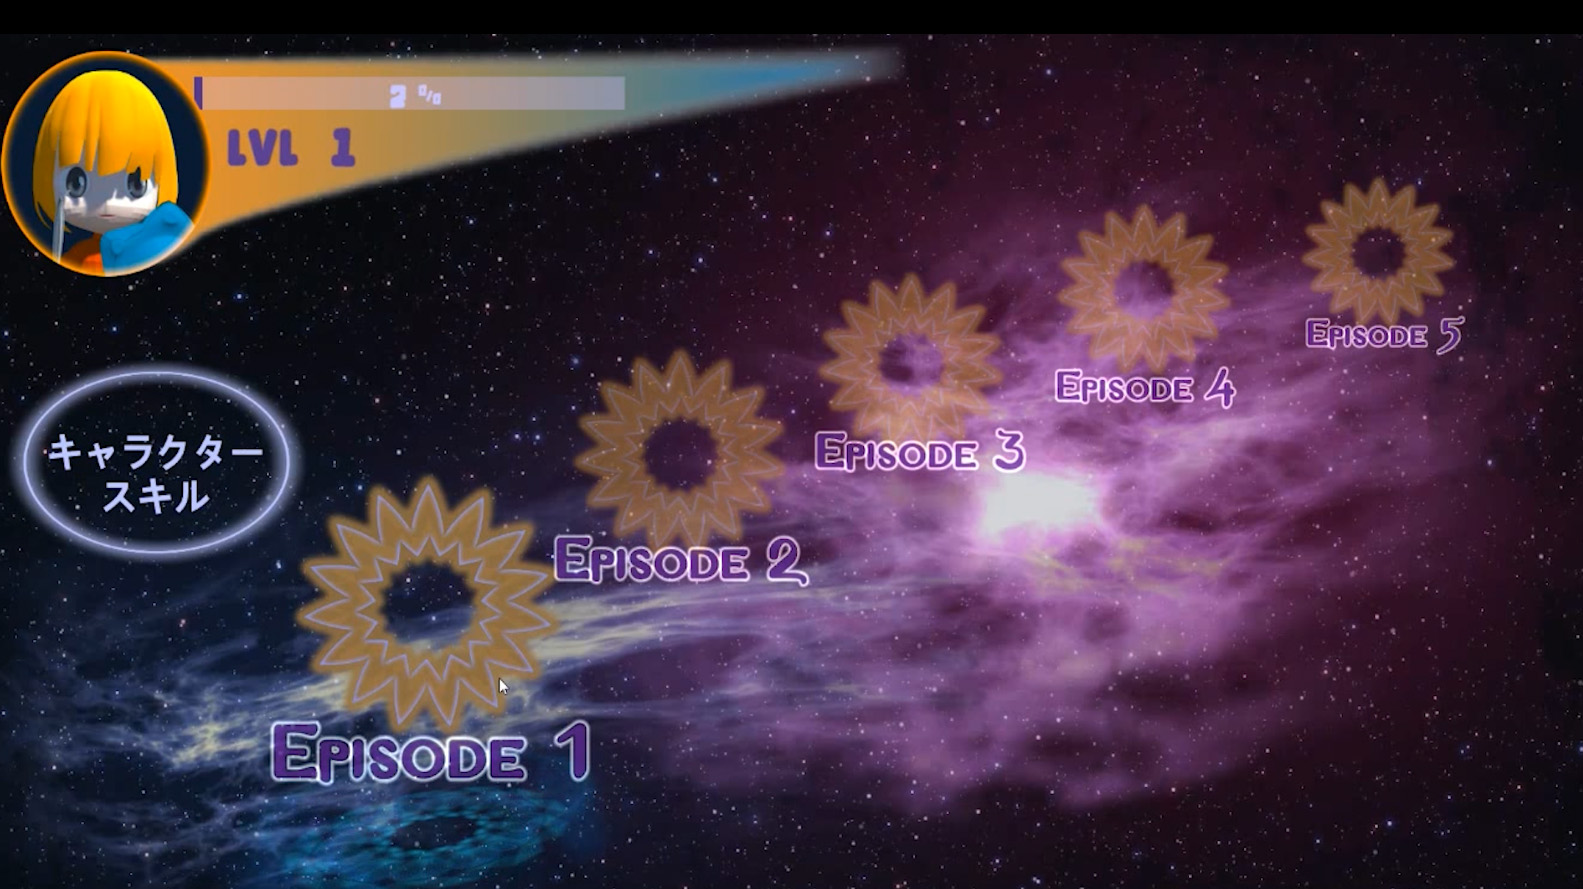 2 %
LVL 1
キャラクター
スキル
Episode 1
Episode 2
Episode 3
Episode 4
Episode 5